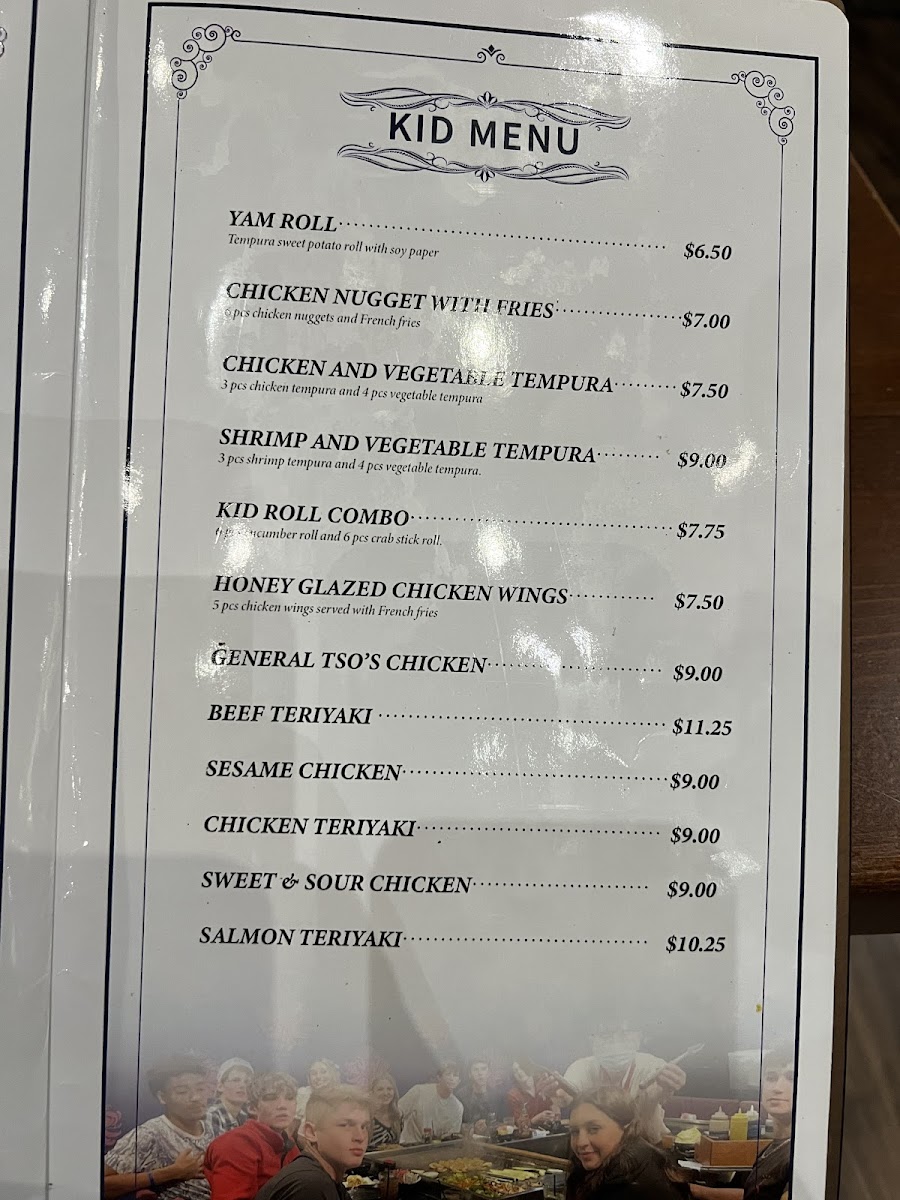 KID MENU
YAM ROLL $6.50
Tempura sweet potato roll with soy paper
CHICKEN NUGGET WITH FRIES $7.00
6 pcs chicken nuggets and French fries
CHICKEN AND VEGETABLE TEMPURA $7.50
3 pcs chicken tempura and 4 pcs vegetable tempura
SHRIMP AND VEGETABLE TEMPURA $9.00
3 pcs shrimp tempura and 4 pcs vegetable tempura.
KID ROLL COMBO $7.75
cucumber roll and 6 pcs crab stick roll.
HONEY GLAZED CHICKEN WINGS $7.50
5 pcs chicken wings served with French fries
GENERAL TSO'S CHICKEN $9.00
BEEF TERIYAKI $11.25
SESAME CHICKEN $9.00
CHICKEN TERIYAKI $9.00
SWEET & SOUR CHICKEN $9.00
SALMON TERIYAKI $10.25